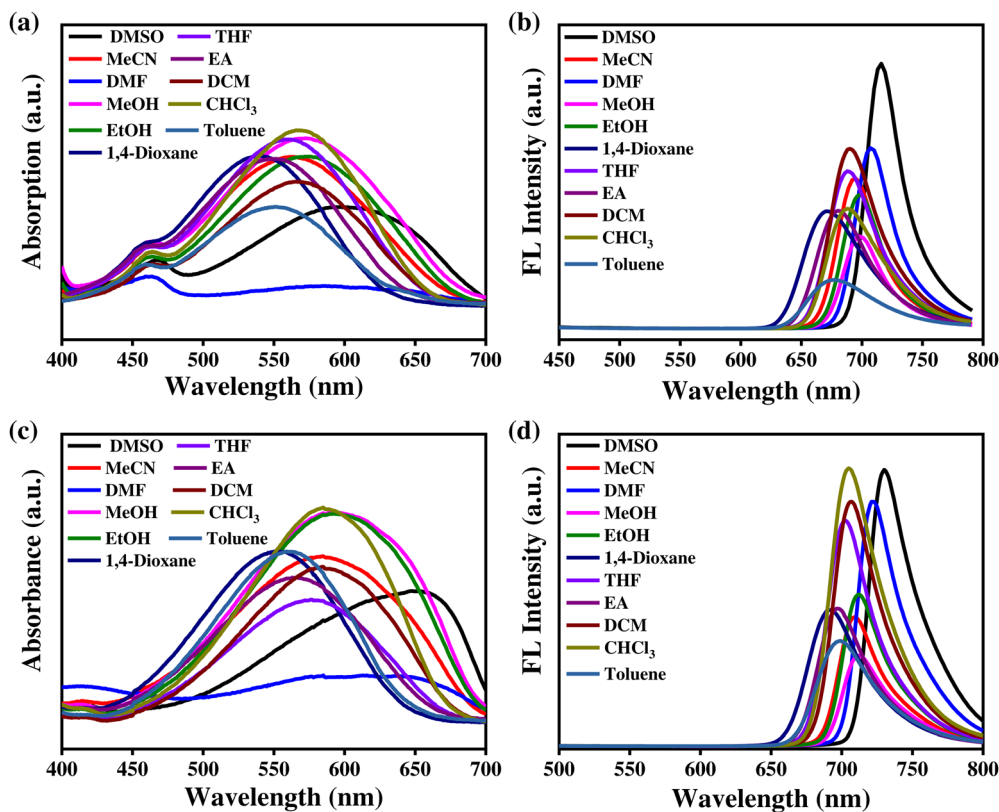 (a)
Absorption (a.u.)
DMSO THF
MeCN EA
DMF DCM
MeOH CHCl3
EtOH Toluene
1,4-Dioxane
400 450 500 550 600 650 700
Wavelength (nm)
(b)
FL Intensity (a.u.)
DMSO
MeCN
DMF
MeOH
EtOH
1,4-Dioxane
THF
EA
DCM
CHCl3
Toluene
450 500 550 600 650 700 750 800
Wavelength (nm)
(c)
Absorbance (a.u.)
DMSO THF
MeCN EA
DMF DCM
MeOH CHCl3
EtOH Toluene
1,4-Dioxane
400 450 500 550 600 650 700
Wavelength (nm)
(d)
FL Intensity (a.u.)
DMSO
MeCN
DMF
MeOH
EtOH
1,4-Dioxane
THF
EA
DCM
CHCl3
Toluene
500 550 600 650 700 750 800
Wavelength (nm)